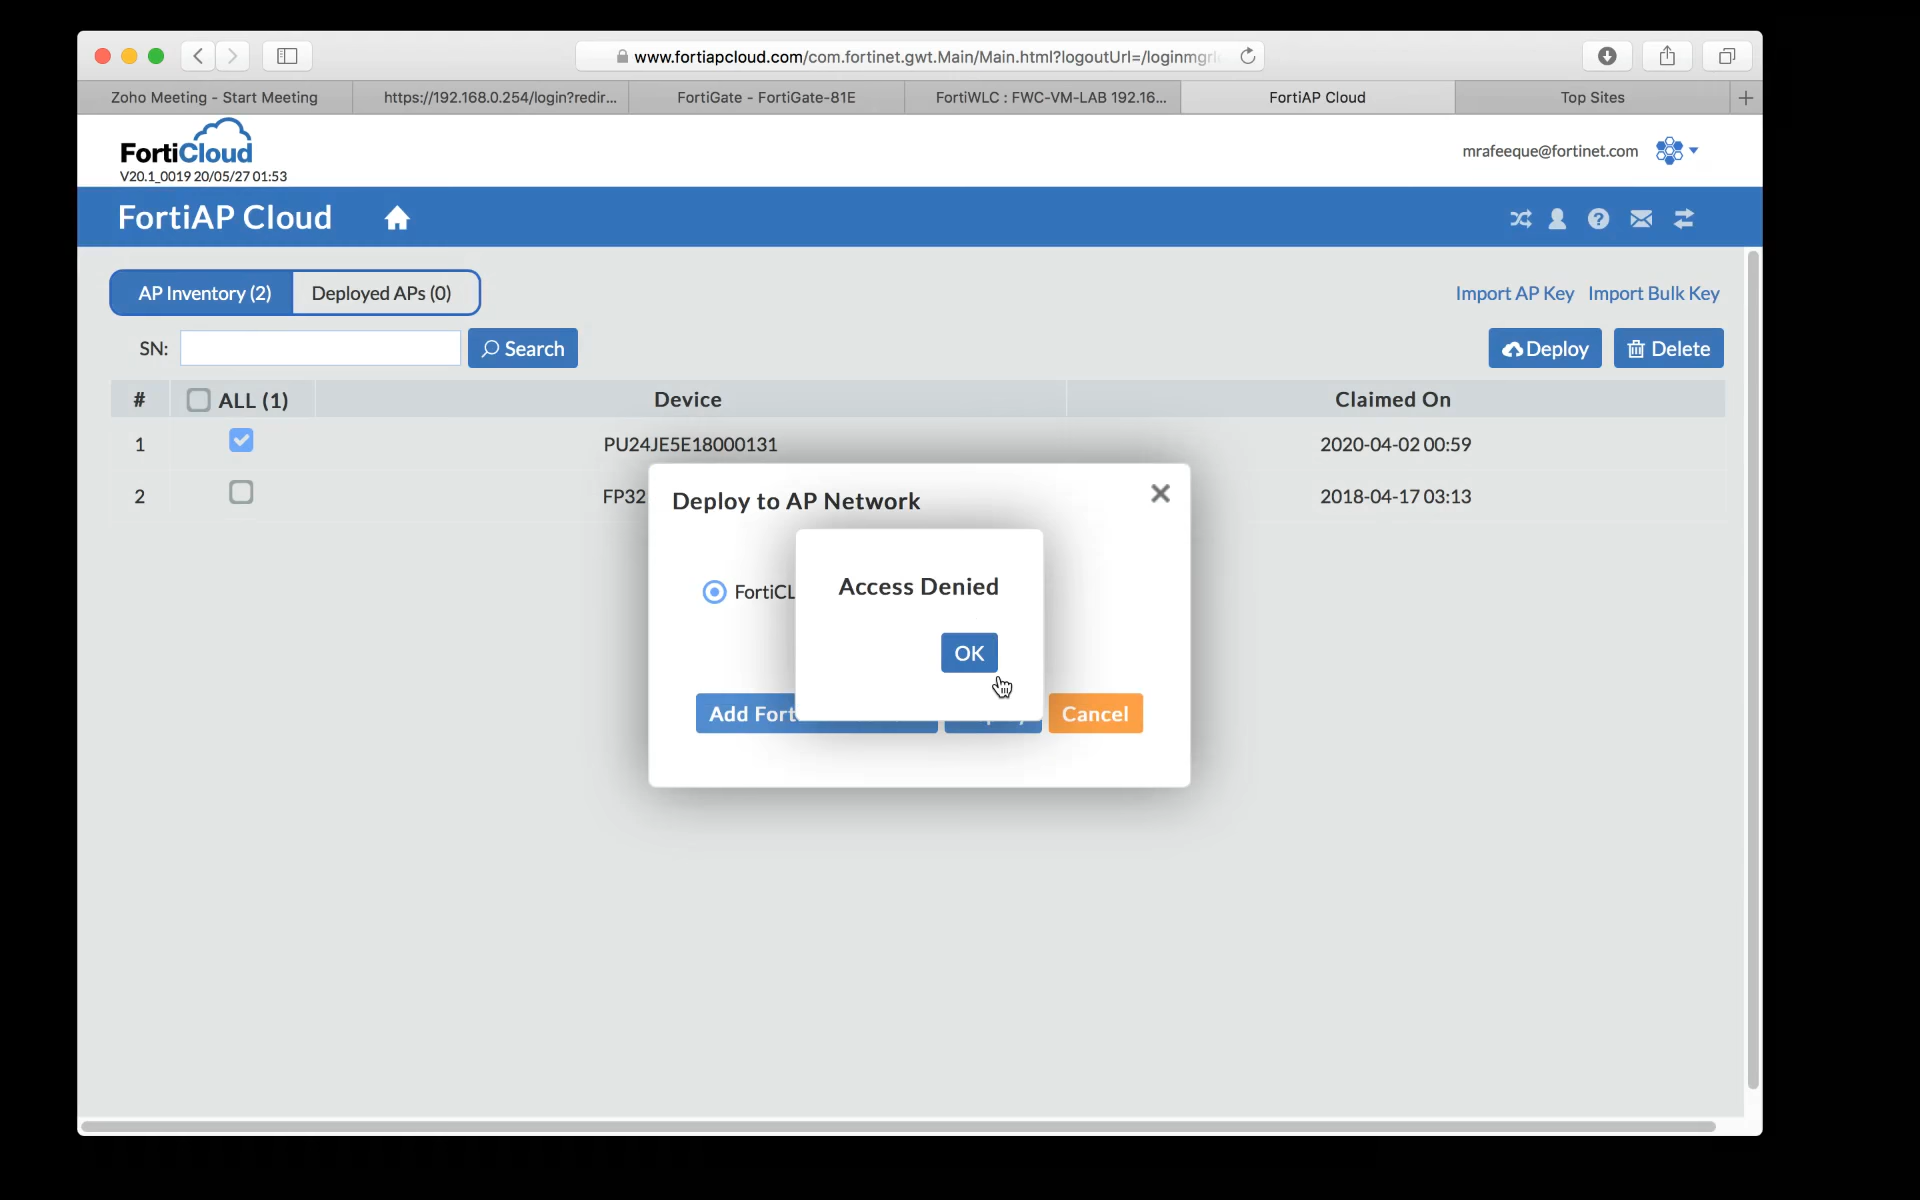 www.fortiapcloud.com/com.fortinet.gwt.Main/Main.html?logoutUrl=/loginmgr
Zoho Meeting - Start Meeting
https://192.168.0.254/login?redir...
FortiGate - FortiGate-81E
FortiWLC : FWC-VM-LAB 192.16...
FortiAP Cloud
Top Sites
FortiCloud
V20.1_0019 20/05/27 01:53
mrafeeque@fortinet.com
FortiAP Cloud
AP Inventory (2)
Deployed APs (0)
Import AP Key
Import Bulk Key
SN:
Search
Deploy
Delete
# ALL (1) Device Claimed On
1 PU24JE5E18000131 2020-04-02 00:59
2 FP32 2018-04-17 03:13
Deploy to AP Network
Access Denied
FortiCL
OK
Add Fort
Cancel